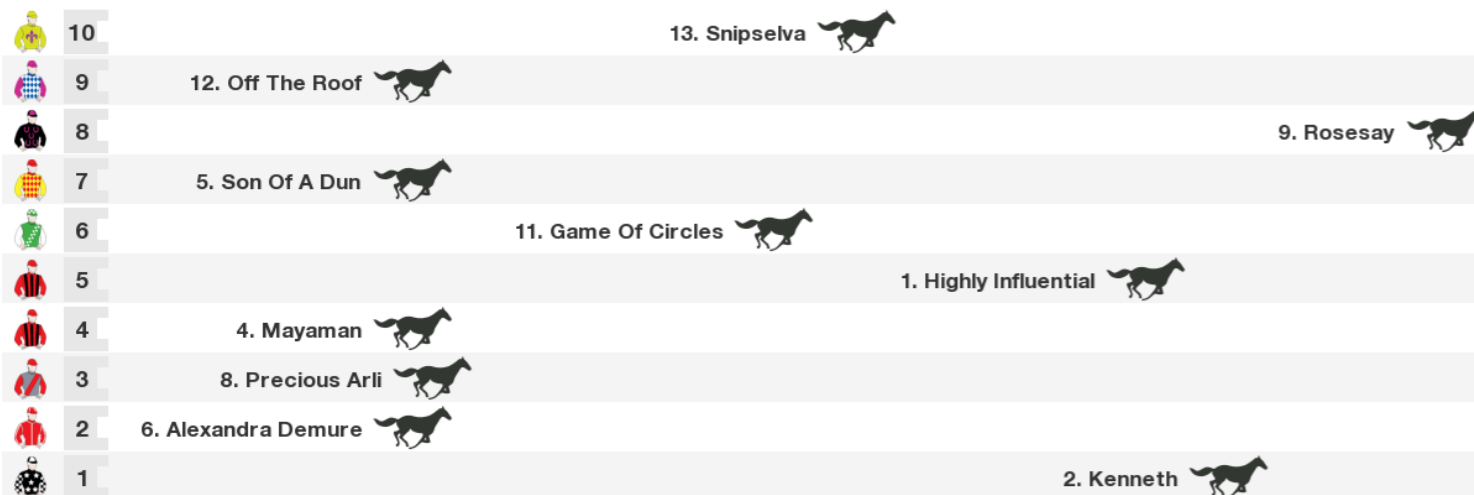 10 13. Snipselva
9 12. Off The Roof
8 9. Rosesay
7 5. Son Of A Dun
6 11. Game Of Circles
5 1. Highly Influential
4 4. Mayaman
3 8. Precious Arli
2 6. Alexandra Demure
1 2. Kenneth